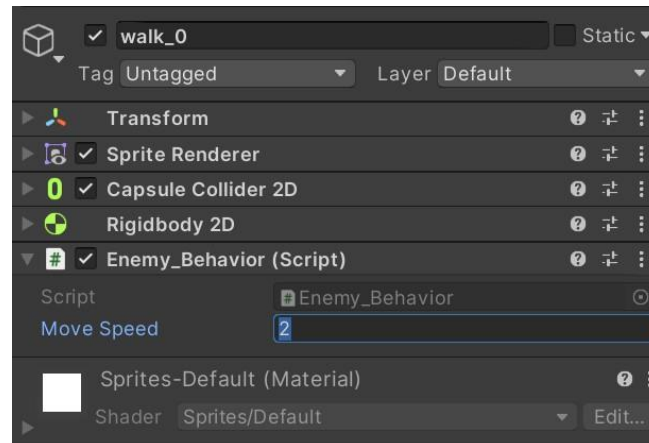 walk_0 Static
Tag Untagged Layer Default
Transform
Sprite Renderer
Capsule Collider 2D
Rigidbody 2D
# Enemy_Behavior (Script)
Script # Enemy_Behavior
Move Speed 2
Sprites-Default (Material)
Shader Sprites/Default Edit...